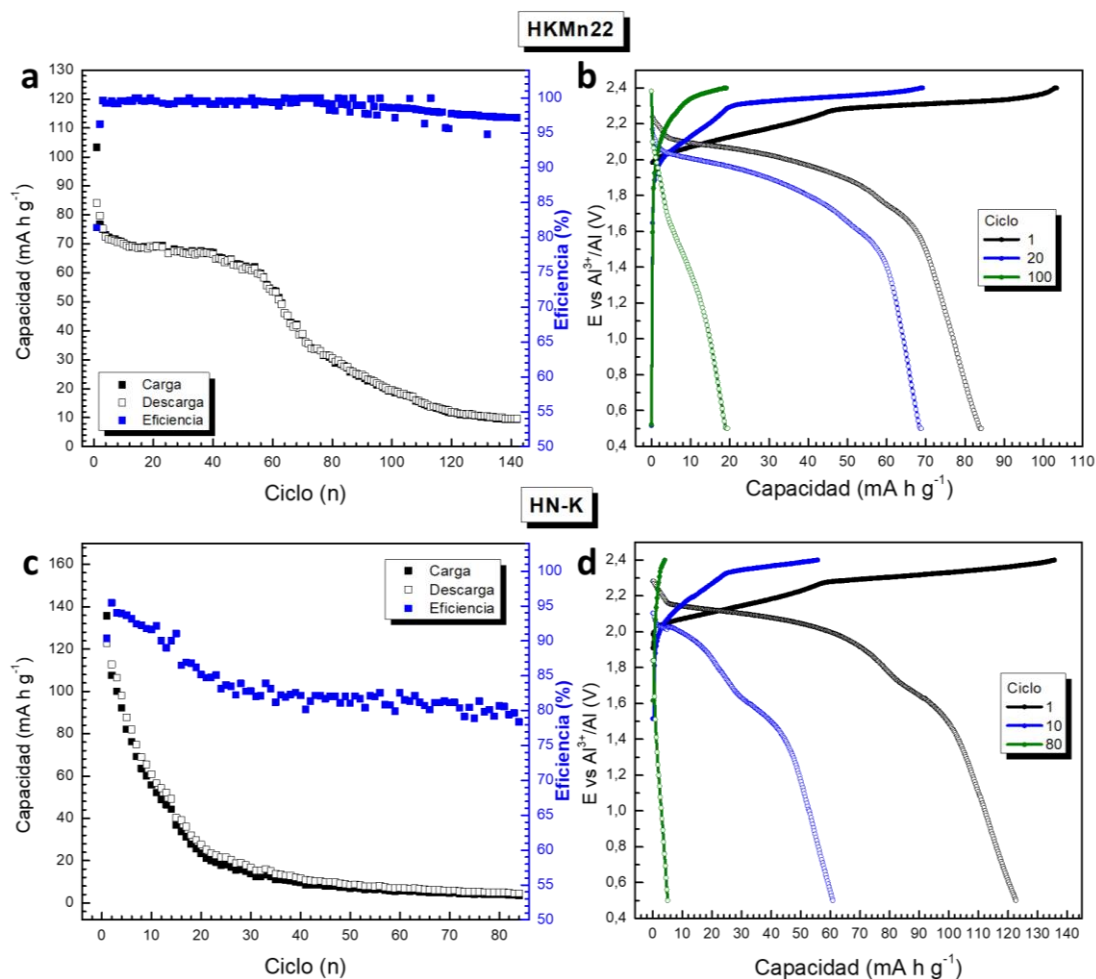 HKMn22
a
130
120
110
100
90
80
70
60
50
40
30
20
10
0
0 20 40 60 80 100 120 140
100
95
90
85
80
75
70
65
60
55
50
Capacidad (mA h g⁻¹)
Eficiencia (%)
Carga
Descarga
Eficiencia
Ciclo (n)
b
2,4
2,2
2,0
1,8
1,6
1,4
1,2
1,0
0,8
0,6
0,5
0 10 20 30 40 50 60 70 80 90 100 110
E vs Al³⁺/Al (V)
Ciclo
1
20
100
Capacidad (mA h g⁻¹)
HN-K
c
160
140
120
100
80
60
40
20
0
0 10 20 30 40 50 60 70 80
100
95
90
85
80
75
70
65
60
55
50
Capacidad (mA h g⁻¹)
Eficiencia (%)
Carga
Descarga
Eficiencia
Ciclo (n)
d
2,4
2,2
2,0
1,8
1,6
1,4
1,2
1,0
0,8
0,6
0,5
0 10 20 30 40 50 60 70 80 90 100 110 120 130 140
E vs Al³⁺/Al (V)
Ciclo
1
10
80
Capacidad (mA h g⁻¹)